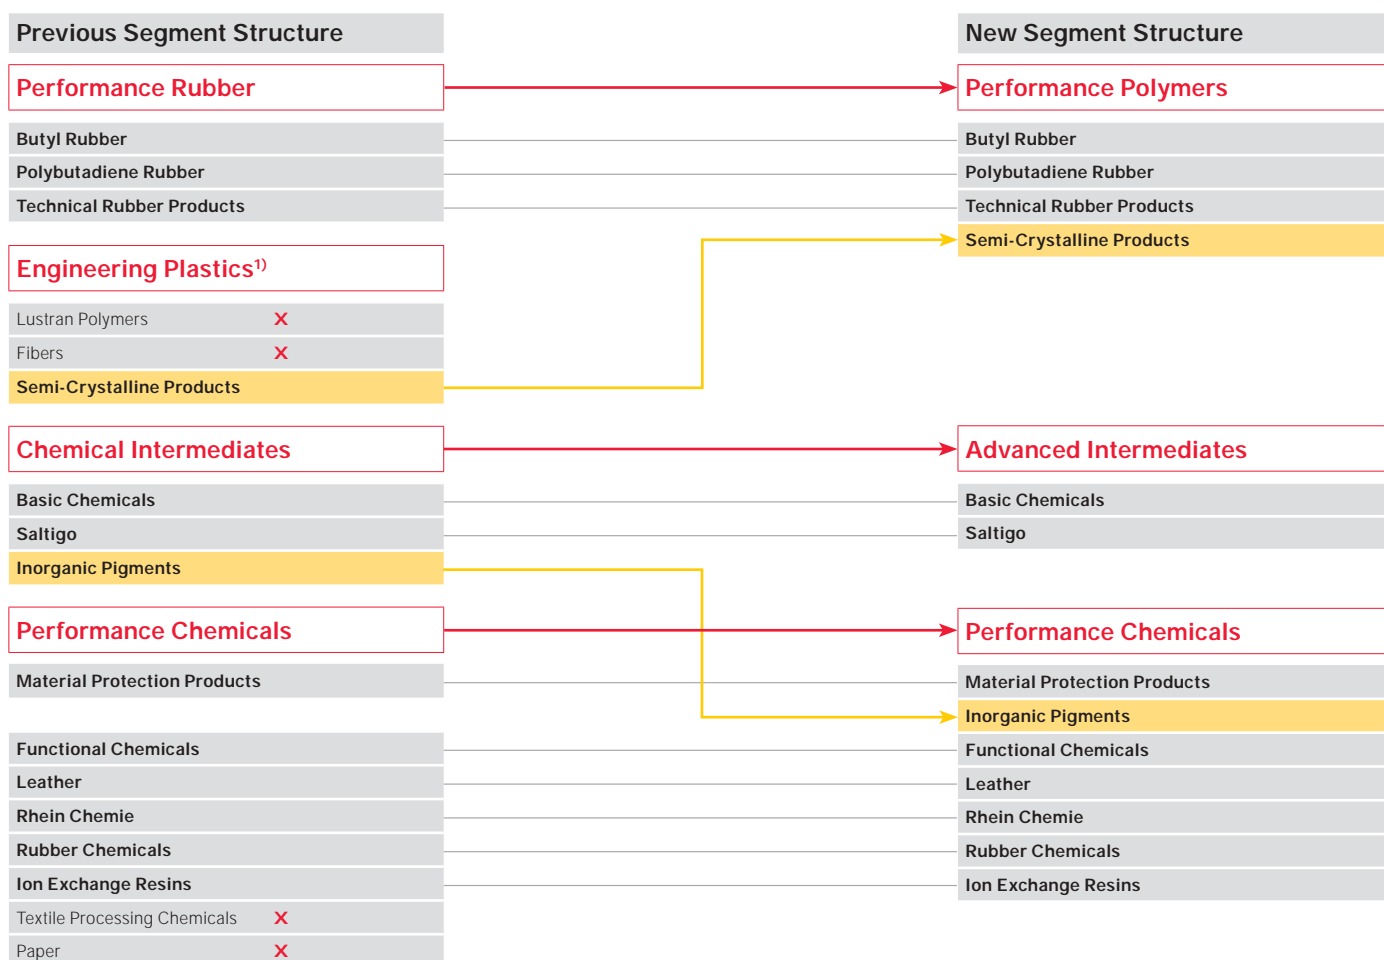 Previous Segment Structure
Performance Rubber
Butyl Rubber
Polybutadiene Rubber
Technical Rubber Products
Engineering Plastics¹⁾
Lustran Polymers X
Fibers X
Semi-Crystalline Products
Chemical Intermediates
Basic Chemicals
Saltigo
Inorganic Pigments
Performance Chemicals
Material Protection Products
Functional Chemicals
Leather
Rhein Chemie
Rubber Chemicals
Ion Exchange Resins
Textile Processing Chemicals X
Paper X
New Segment Structure
Performance Polymers
Butyl Rubber
Polybutadiene Rubber
Technical Rubber Products
Semi-Crystalline Products
Advanced Intermediates
Basic Chemicals
Saltigo
Performance Chemicals
Material Protection Products
Inorganic Pigments
Functional Chemicals
Leather
Rhein Chemie
Rubber Chemicals
Ion Exchange Resins